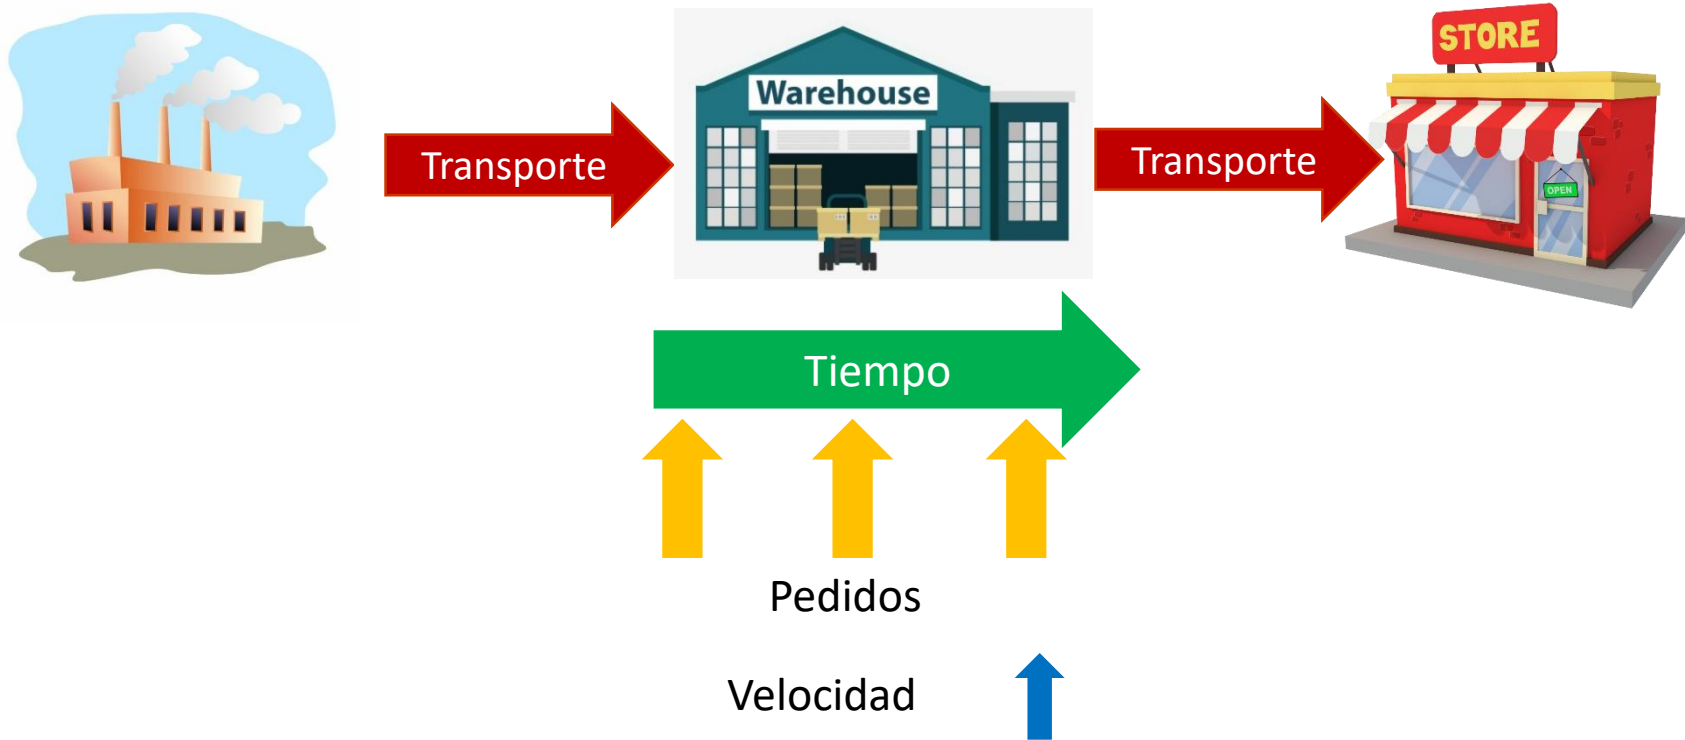 STORE
Warehouse
Transporte
Transporte
OPEN
Tiempo
Pedidos
Velocidad